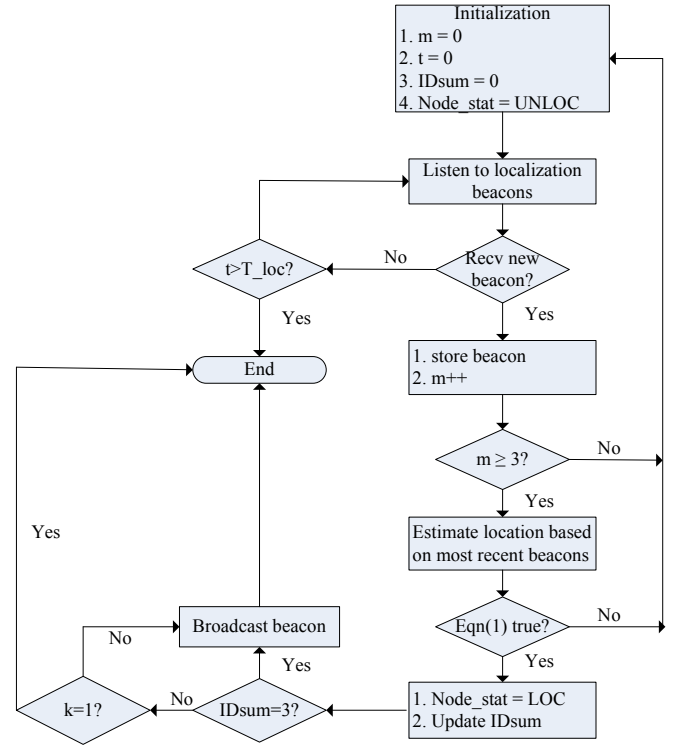 Initialization
1. m = 0
2. t = 0
3. IDsum = 0
4. Node_stat = UNLOC
Listen to localization
beacons
t>T_loc?
No
Recv new
beacon?
Yes
Yes
End
1. store beacon
2. m++
m ≥ 3?
No
Yes
Yes
Estimate location based
on most recent beacons
Broadcast beacon
No
Eqn(1) true?
No
Yes
Yes
k=1?
No
IDsum=3?
1. Node_stat = LOC
2. Update IDsum